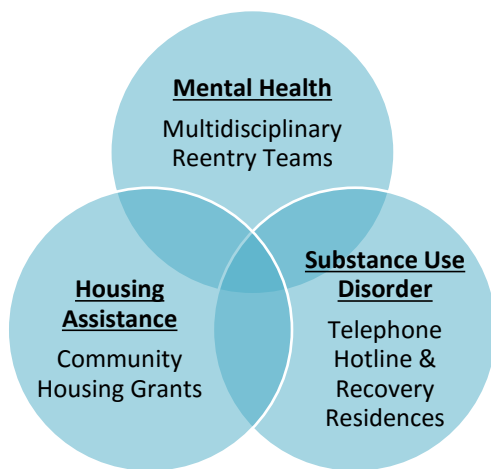 Mental Health
Multidisciplinary
Reentry Teams
Housing
Assistance
Community
Housing Grants
Substance Use
Disorder
Telephone
Hotline &
Recovery
Residences